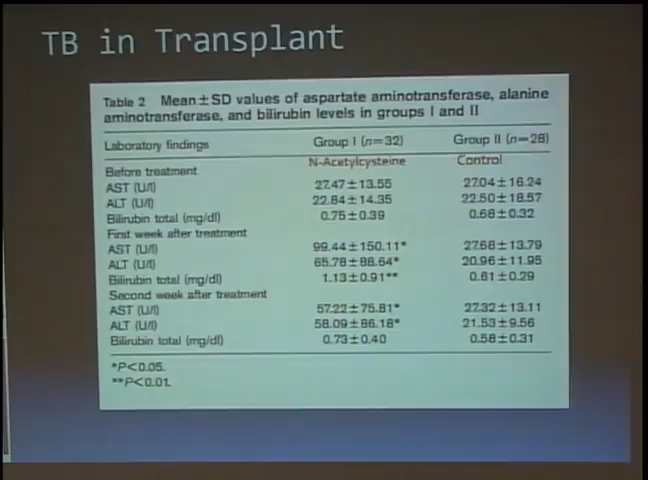 TB in Transplant
Table 2 Mean±SD values of aspartate aminotransferase, alanine
aminotransferase, and bilirubin levels in groups I and II
Laboratory findings Group I (n=32) Group II (n=28)
N-Acetylcysteine Control
Before treatment
AST (U/l) 27.47±13.55 27.04±16.24
ALT (U/l) 22.84±14.35 22.50±18.57
Bilirubin total (mg/dl) 0.75±0.39 0.68±0.32
First week after treatment
AST (U/l) 99.44±150.11* 27.68±13.79
ALT (U/l) 65.78±88.64* 20.96±11.95
Bilirubin total (mg/dl) 1.13±0.91** 0.61±0.29
Second week after treatment
AST (U/l) 57.22±75.81* 27.32±13.11
ALT (U/l) 58.09±86.18* 21.53±9.56
Bilirubin total (mg/dl) 0.73±0.40 0.58±0.31
*P<0.05.
**P<0.01.